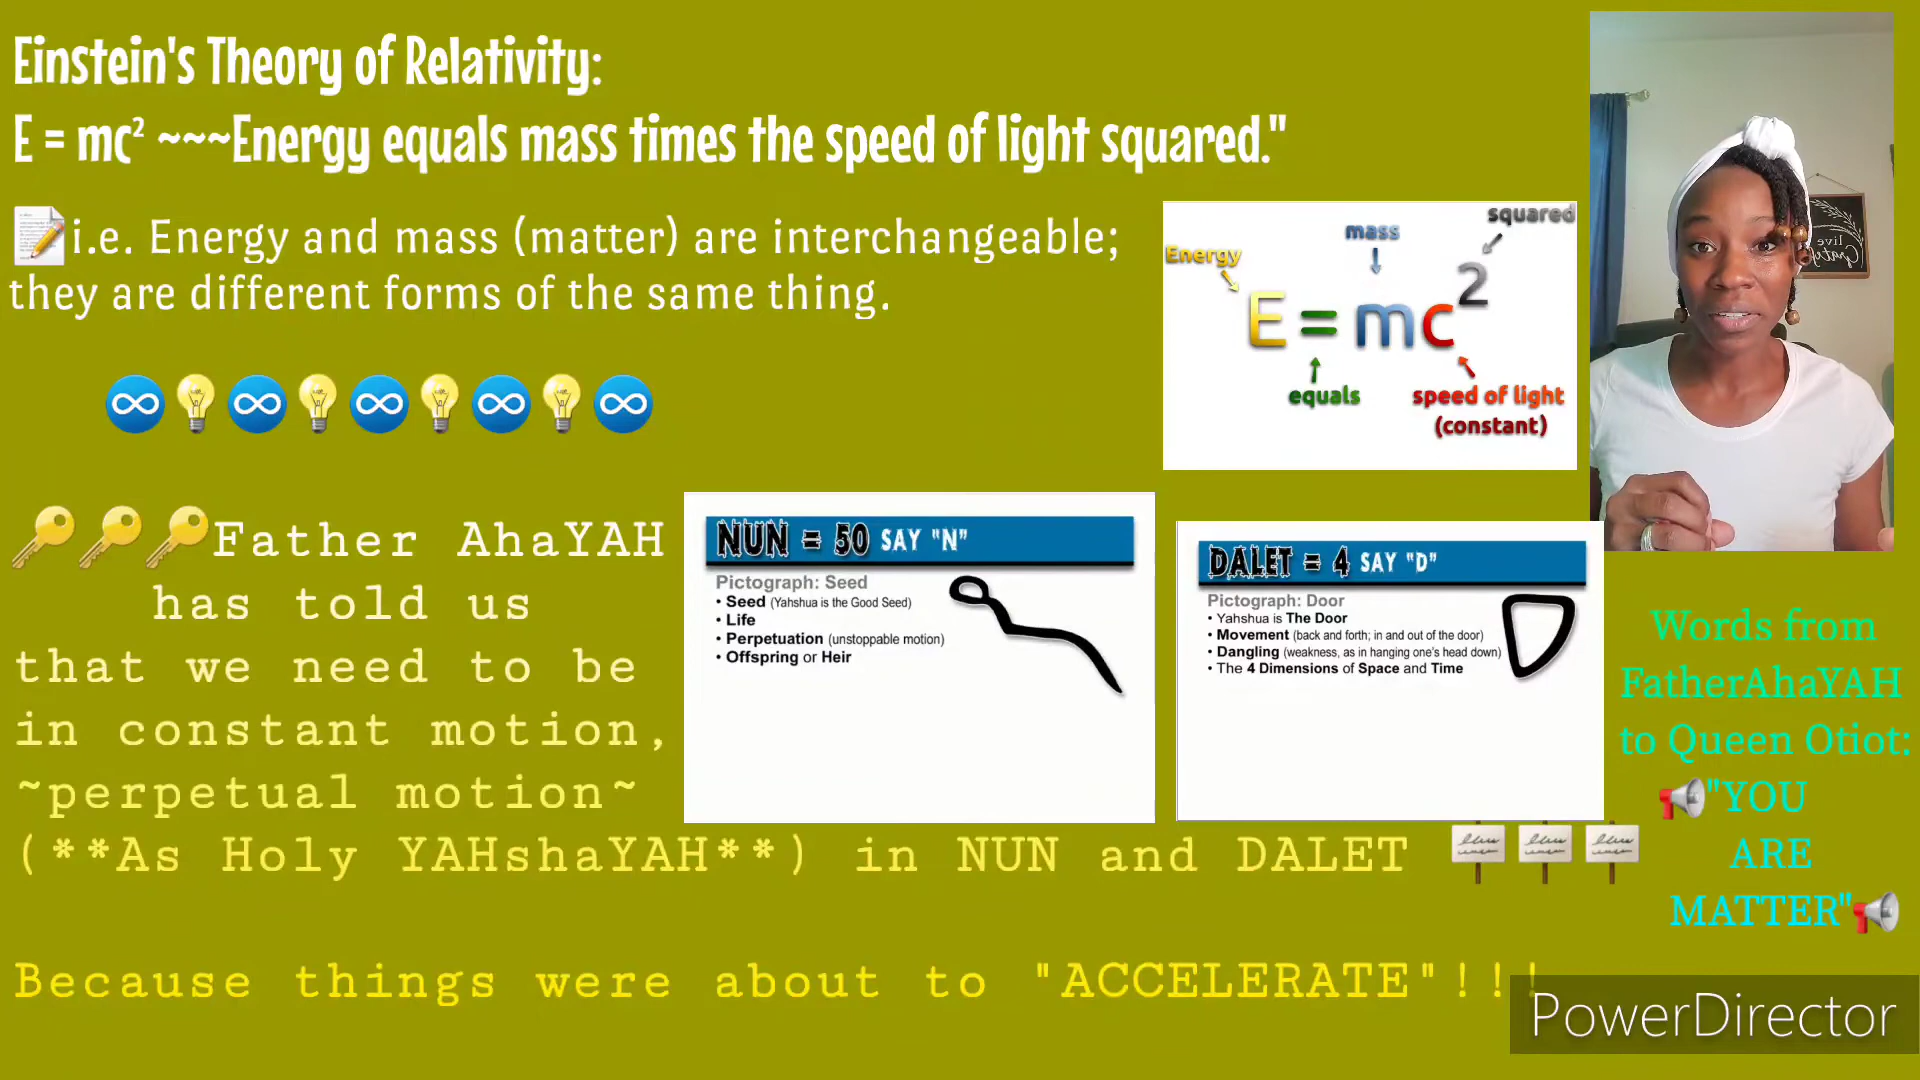 Einstein's Theory of Relativity:
E = mc² ~~~Energy equals mass times the speed of light squared."
i.e. Energy and mass (matter) are interchangeable;
they are different forms of the same thing.
squared
mass
Energy
E = mc2
equals
speed of light
(constant)
Father AhaYAH
has told us
that we need to be
in constant motion,
~perpetual motion~
(**As Holy YAHshaYAH**) in NUN and DALET
Because things were about to "ACCELERATE"!!!
NUN = 50 SAY "N"
Pictograph: Seed
• Seed (Yahshua is the Good Seed)
• Life
• Perpetuation (unstoppable motion)
• Offspring or Heir
DALET = 4 SAY "D"
Pictograph: Door
• Yahshua is The Door
• Movement (back and forth; in and out of the door)
• Dangling (weakness, as in hanging one's head down)
• The 4 Dimensions of Space and Time
live
Words from
FatherAhaYAH
to Queen Otiot:
"YOU
ARE
MATTER"
PowerDirector